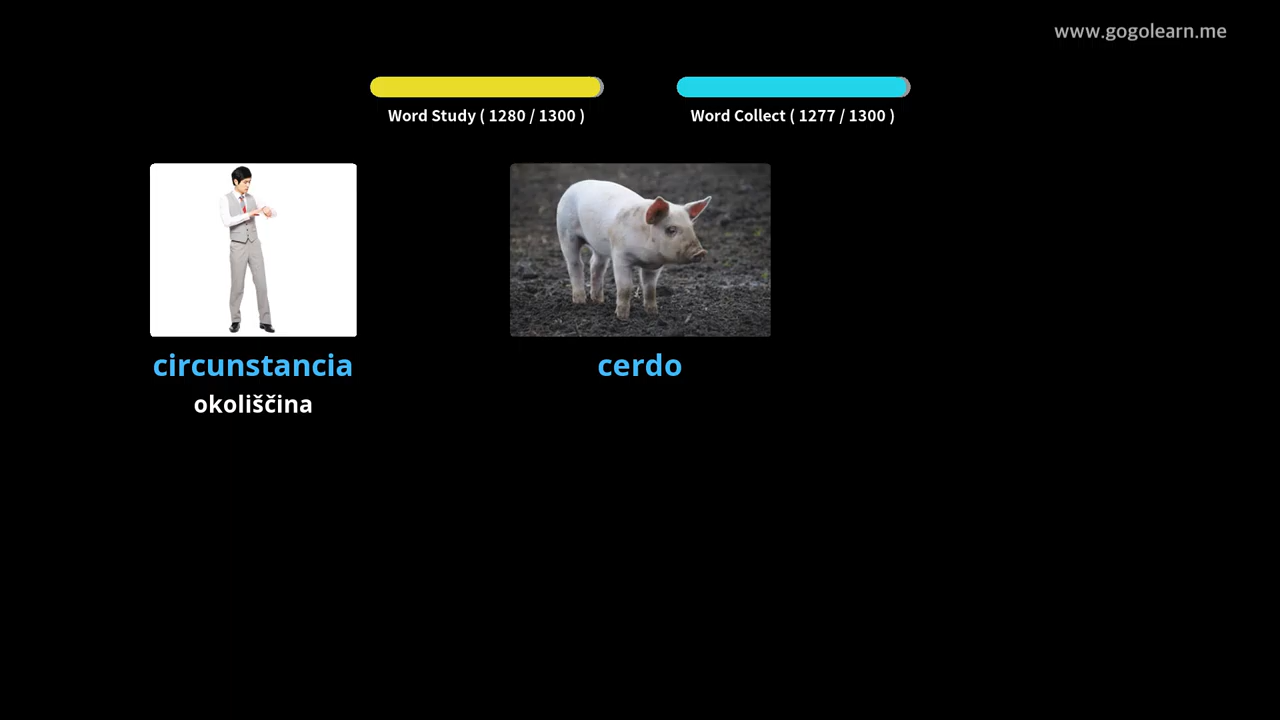 www.gogolearn.me
Word Study ( 1280 / 1300 )
Word Collect ( 1277 / 1300 )
circunstancia
okoliščina
cerdo